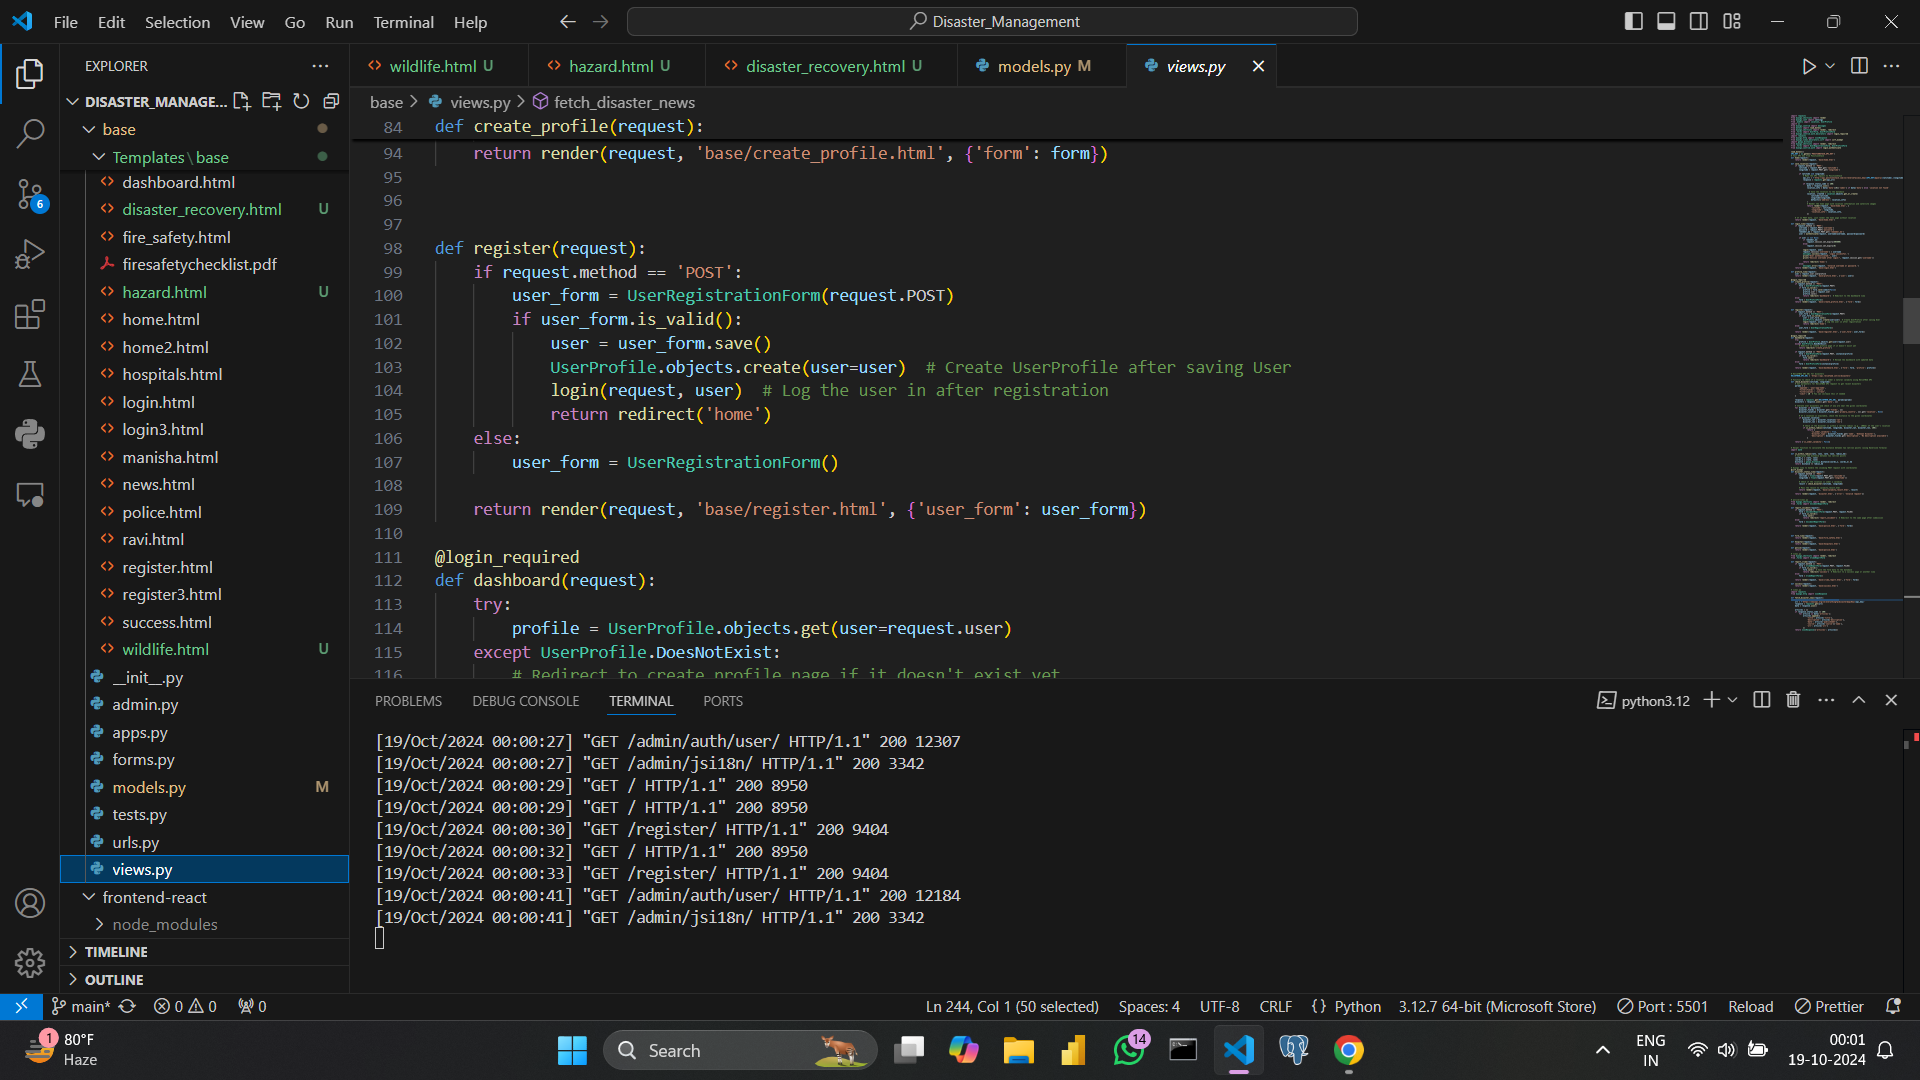 File Edit Selection View Go Run Terminal Help
Disaster_Management
EXPLORER
DISASTER_MANAGE...
base
Templates\base
dashboard.html
disaster_recovery.html U
fire_safety.html
firesafetychecklist.pdf
hazard.html U
home.html
home2.html
hospitals.html
login.html
login3.html
manisha.html
news.html
police.html
ravi.html
register.html
register3.html
success.html
wildlife.html U
__init__.py
admin.py
apps.py
forms.py
models.py M
tests.py
urls.py
views.py
frontend-react
node_modules
TIMELINE
OUTLINE
6
wildlife.html U hazard.html U disaster_recovery.html U models.py M views.py
base > views.py > fetch_disaster_news
84 def create_profile(request):
94 return render(request, 'base/create_profile.html', {'form': form})
95
96
97
98 def register(request):
99 if request.method == 'POST':
100 user_form = UserRegistrationForm(request.POST)
101 if user_form.is_valid():
102 user = user_form.save()
103 UserProfile.objects.create(user=user) # Create UserProfile after saving User
104 login(request, user) # Log the user in after registration
105 return redirect('home')
106 else:
107 user_form = UserRegistrationForm()
108
109 return render(request, 'base/register.html', {'user_form': user_form})
110
111 @login_required
112 def dashboard(request):
113 try:
114 profile = UserProfile.objects.get(user=request.user)
115 except UserProfile.DoesNotExist:
116 # Redirect to create profile page if it doesn't exist yet
PROBLEMS DEBUG CONSOLE TERMINAL PORTS
python3.12
[19/Oct/2024 00:00:27] "GET /admin/auth/user/ HTTP/1.1" 200 12307
[19/Oct/2024 00:00:27] "GET /admin/jsi18n/ HTTP/1.1" 200 3342
[19/Oct/2024 00:00:29] "GET / HTTP/1.1" 200 8950
[19/Oct/2024 00:00:29] "GET / HTTP/1.1" 200 8950
[19/Oct/2024 00:00:30] "GET /register/ HTTP/1.1" 200 9404
[19/Oct/2024 00:00:32] "GET / HTTP/1.1" 200 8950
[19/Oct/2024 00:00:33] "GET /register/ HTTP/1.1" 200 9404
[19/Oct/2024 00:00:41] "GET /admin/auth/user/ HTTP/1.1" 200 12184
[19/Oct/2024 00:00:41] "GET /admin/jsi18n/ HTTP/1.1" 200 3342
main* 0 0 0 Ln 244, Col 1 (50 selected) Spaces: 4 UTF-8 CRLF {} Python 3.12.7 64-bit (Microsoft Store) Port : 5501 Reload Prettier
1
80°F
Haze
Search
14
ENG
IN
00:01
19-10-2024